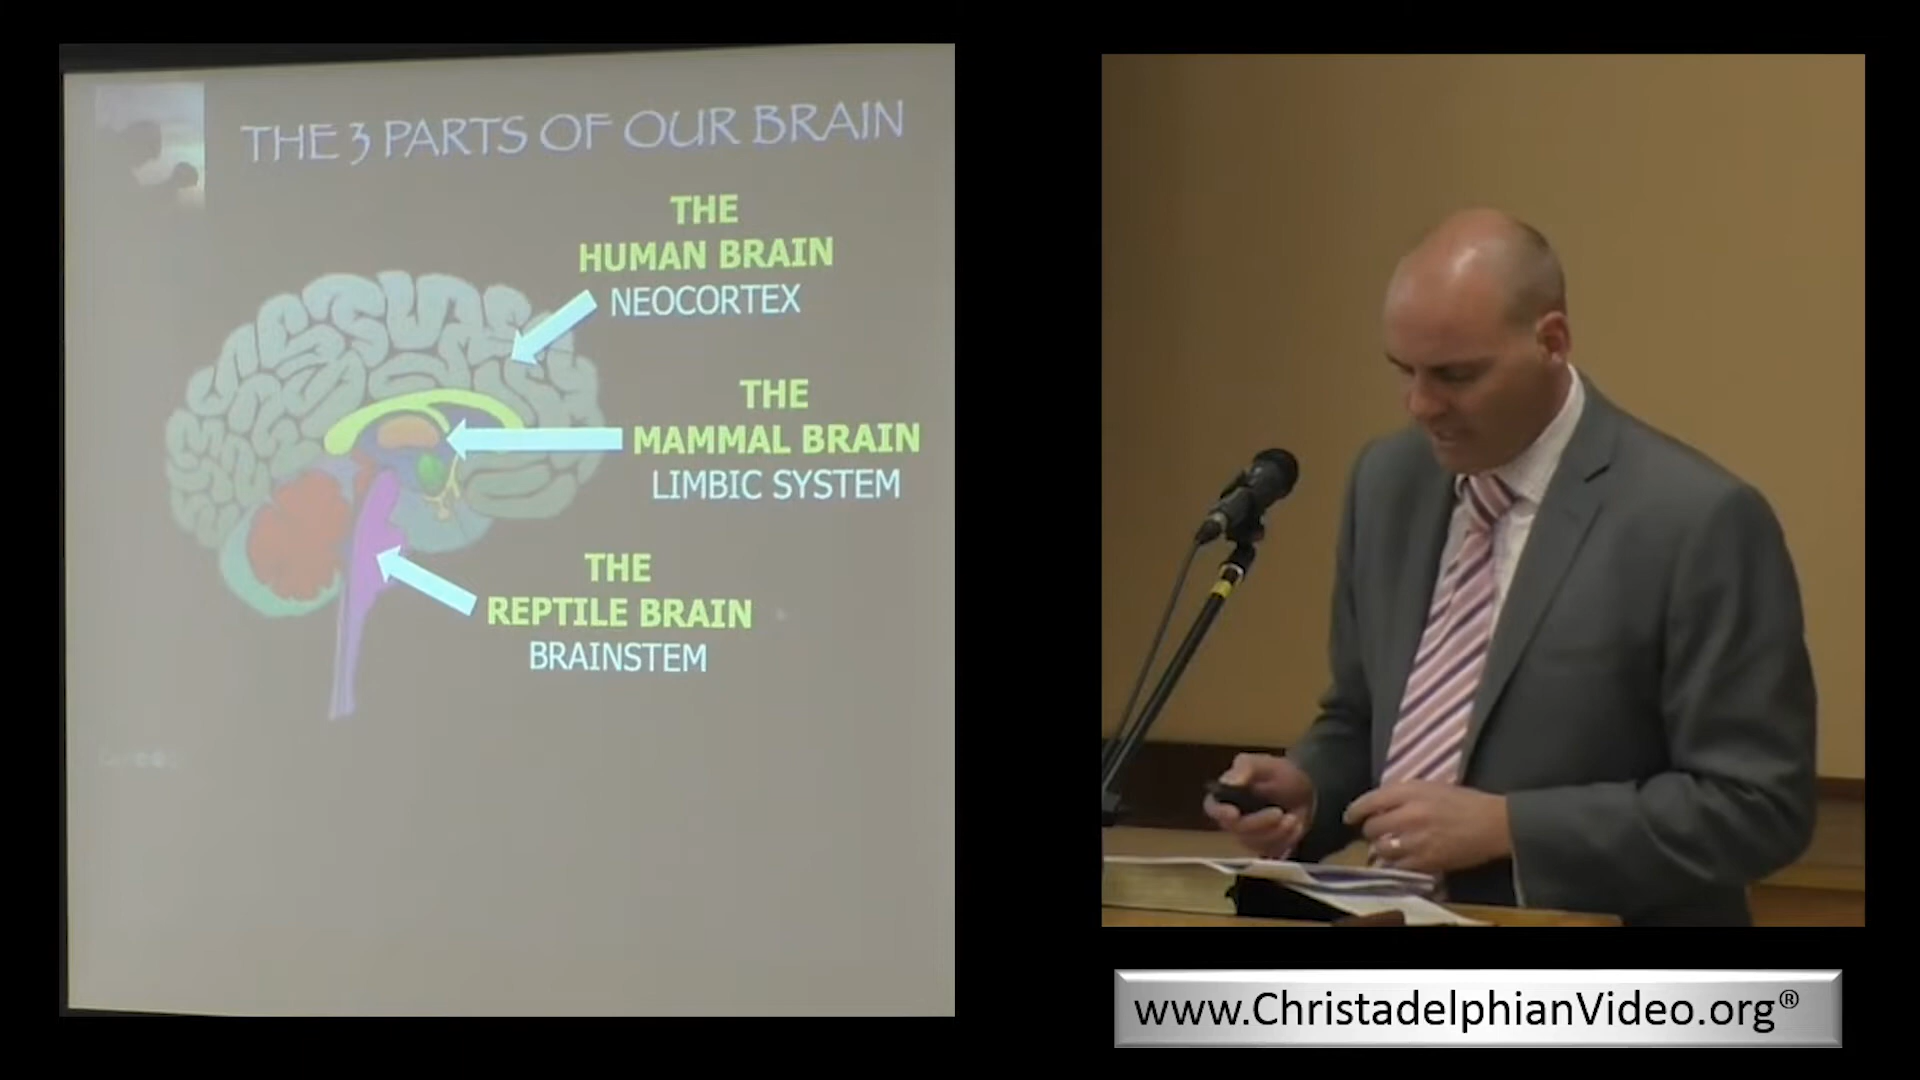 THE 3 PARTS OF OUR BRAIN
THE
HUMAN BRAIN
NEOCORTEX
THE
MAMMAL BRAIN
LIMBIC SYSTEM
THE
REPTILE BRAIN
BRAINSTEM
www.ChristadelphianVideo.org®